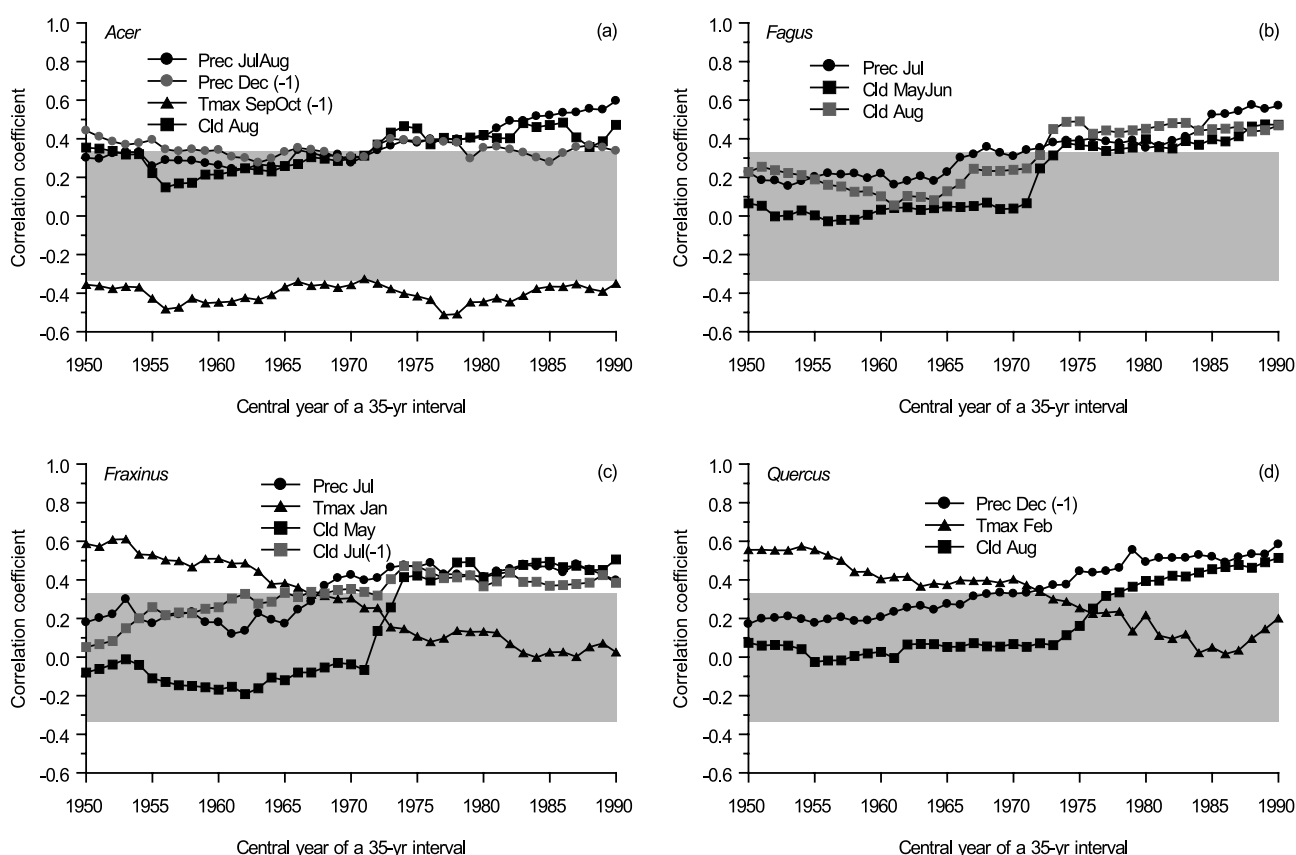 Acer
(a)
Prec JulAug
Prec Dec (-1)
Tmax SepOct (-1)
Cld Aug
Correlation coefficient
1.0
0.8
0.6
0.4
0.2
0.0
-0.2
-0.4
-0.6
1950
1955
1960
1965
1970
1975
1980
1985
1990
Central year of a 35-yr interval
Fagus
(b)
Prec Jul
Cld MayJun
Cld Aug
Correlation coefficient
1.0
0.8
0.6
0.4
0.2
0.0
-0.2
-0.4
-0.6
1950
1955
1960
1965
1970
1975
1980
1985
1990
Central year of a 35-yr interval
Fraxinus
(c)
Prec Jul
Tmax Jan
Cld May
Cld Jul(-1)
Correlation coefficient
1.0
0.8
0.6
0.4
0.2
0.0
-0.2
-0.4
-0.6
1950
1955
1960
1965
1970
1975
1980
1985
1990
Central year of a 35-yr interval
Quercus
(d)
Prec Dec (-1)
Tmax Feb
Cld Aug
Correlation coefficient
1.0
0.8
0.6
0.4
0.2
0.0
-0.2
-0.4
-0.6
1950
1955
1960
1965
1970
1975
1980
1985
1990
Central year of a 35-yr interval